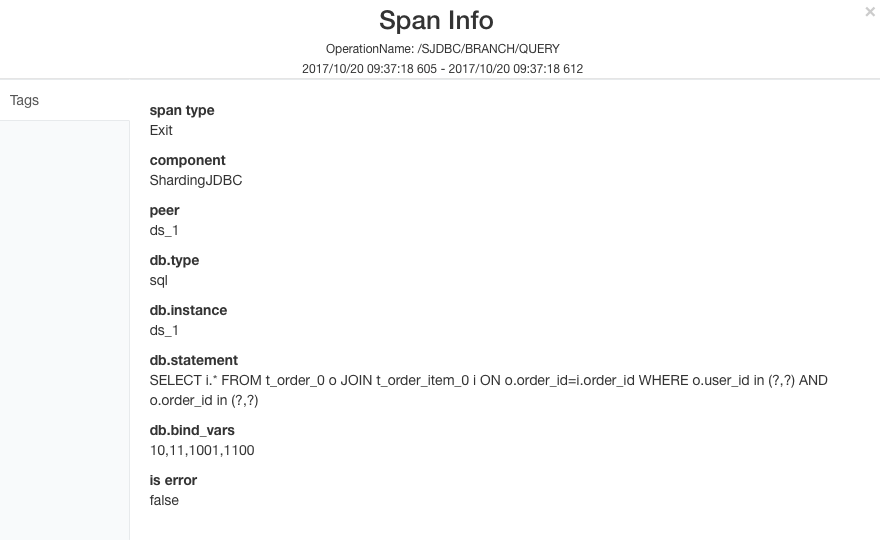 ×
Span Info
OperationName: /SJDBC/BRANCH/QUERY
2017/10/20 09:37:18 605 - 2017/10/20 09:37:18 612
Tags
span type
Exit
component
ShardingJDBC
peer
ds_1
db.type
sql
db.instance
ds_1
db.statement
SELECT i.* FROM t_order_0 o JOIN t_order_item_0 i ON o.order_id=i.order_id WHERE o.user_id in (?,?) AND
o.order_id in (?,?)
db.bind_vars
10,11,1001,1100
is error
false